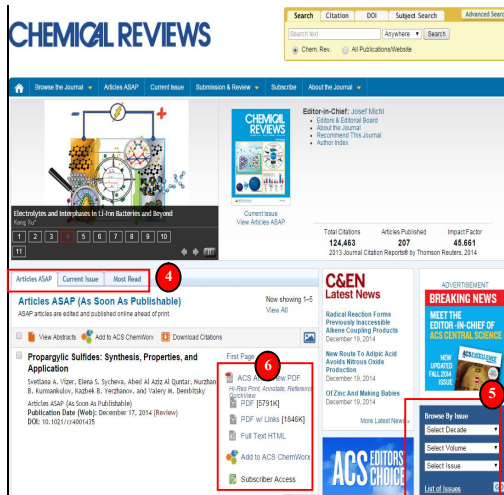 CHEMICAL REVIEWS
Search Citation DOI Subject Search Advanced Searc
Search text Anywhere Search
Chem. Rev. All Publications/Website
Browse the Journal Articles ASAP Current Issue Submission & Review Subscribe About the Journal
CHEMICAL REVIEWS
Editor-in-Chief: Josef Michl
Editors & Editorial Board
About the Journal
Recommend This Journal
Author Index
Electrolytes and Interphases in Li-Ion Batteries and Beyond
Kang Xu*
1 2 3 4 5 6 7 8 9 10
11
Current Issue
View Articles ASAP
Total Citations Articles Published Impact Factor
124,463 207 45.661
2013 Journal Citation Reports® by Thomson Reuters, 2014
Articles ASAP Current Issue Most Read
4
Articles ASAP (As Soon As Publishable)
ASAP articles are edited and published online ahead of print.
Now showing 1-5
View All
View Abstracts Add to ACS ChemWorx Download Citations
Propargylic Sulfides: Synthesis, Properties, and
Application
Svetlana A. Vizer, Elena S. Sycheva, Abed Al Aziz Al Quntar, Nurzhan
B. Kurmankulov, Kazbek B. Yerzhanov, and Valery M. Dembitsky
Articles ASAP (As Soon As Publishable)
Publication Date (Web): December 17, 2014 (Review)
DOI: 10.1021/cr4001435
First Page
6
ACS View PDF
Hi-Res Print, Annotate, Reference
QuickView
PDF [5791K]
PDF w/ Links [1846K]
Full Text HTML
Add to ACS ChemWorx
Subscriber Access
C&EN
Latest News
Radical Reaction Forms
Previously Inaccessible
Alkene Coupling Products
December 19, 2014
New Route To Adipic Acid
Avoids Nitrous Oxide
Production
December 19, 2014
Of Zinc And Making Babies
December 19, 2014
More Latest News
ACS EDITORS'
CHOICE
ADVERTISEMENT
BREAKING NEWS
MEET THE
EDITOR-IN-CHIEF OF
ACS CENTRAL SCIENCE
NEW
UPDATED
FALL 2014
ISSUE
ACS EXCELLENCE
5
Browse By Issue
Select Decade
Select Volume
Select Issue
List of Issues